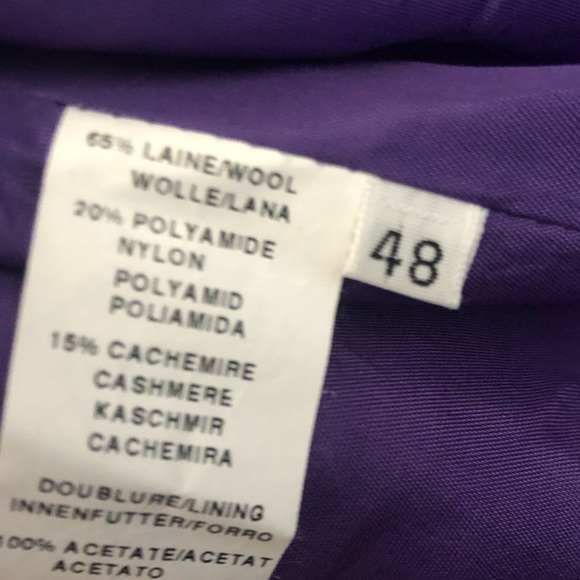 65% LAINE/WOOL
WOLLE/LANA
20% POLYAMIDE
NYLON
POLYAMID
POLIAMIDA
15% CACHEMIRE
CASHMERE
KASCHMIR
CACHEMIRA
DOUBLURE/LINING
INNENFUTTER/FORRO
100% ACETATE/ACETAT
ACETATO
48